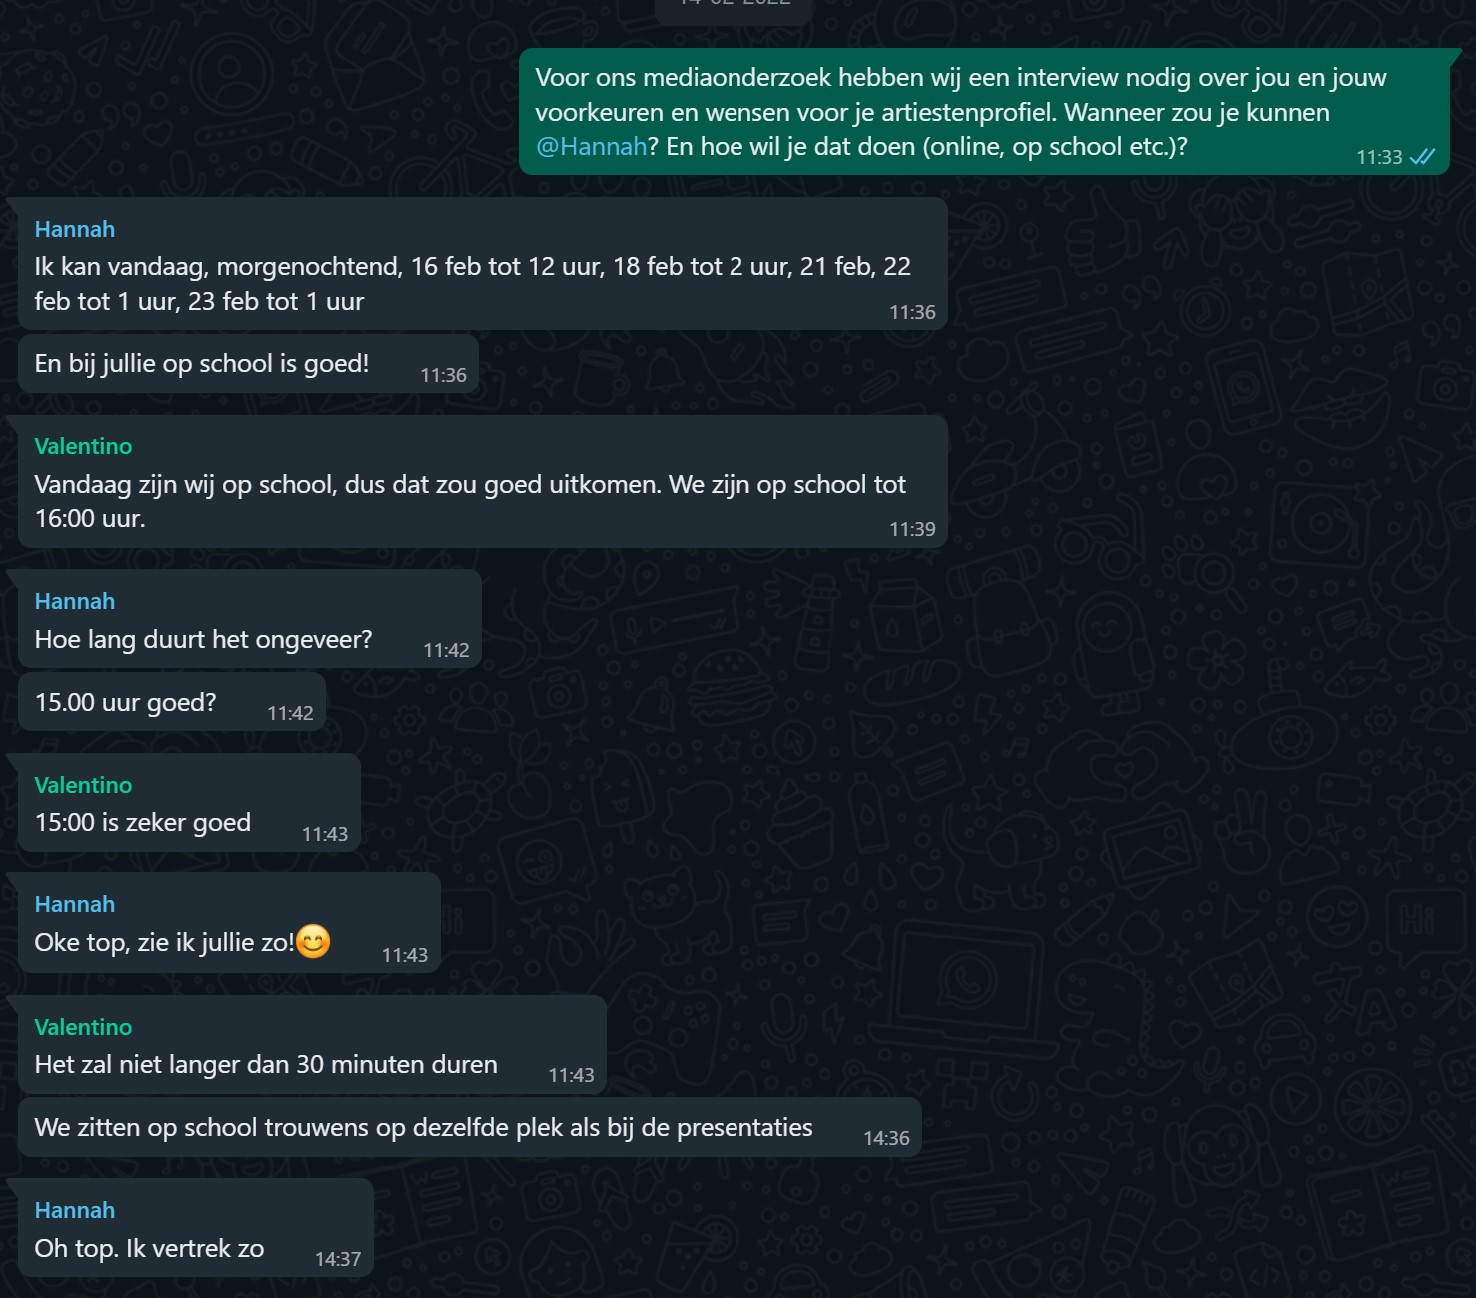 14-02-2022
Voor ons mediaonderzoek hebben wij een interview nodig over jou en jouw
voorkeuren en wensen voor je artiestenprofiel. Wanneer zou je kunnen
@Hannah? En hoe wil je dat doen (online, op school etc.)?
11:33
Hannah
Ik kan vandaag, morgenochtend, 16 feb tot 12 uur, 18 feb tot 2 uur, 21 feb, 22
feb tot 1 uur, 23 feb tot 1 uur
11:36
En bij jullie op school is goed!
11:36
Valentino
Vandaag zijn wij op school, dus dat zou goed uitkomen. We zijn op school tot
16:00 uur.
11:39
Hannah
Hoe lang duurt het ongeveer?
11:42
15.00 uur goed?
11:42
Valentino
15:00 is zeker goed
11:43
Hannah
Oke top, zie ik jullie zo!😊
11:43
Valentino
Het zal niet langer dan 30 minuten duren
11:43
We zitten op school trouwens op dezelfde plek als bij de presentaties
14:36
Hannah
Oh top. Ik vertrek zo
14:37